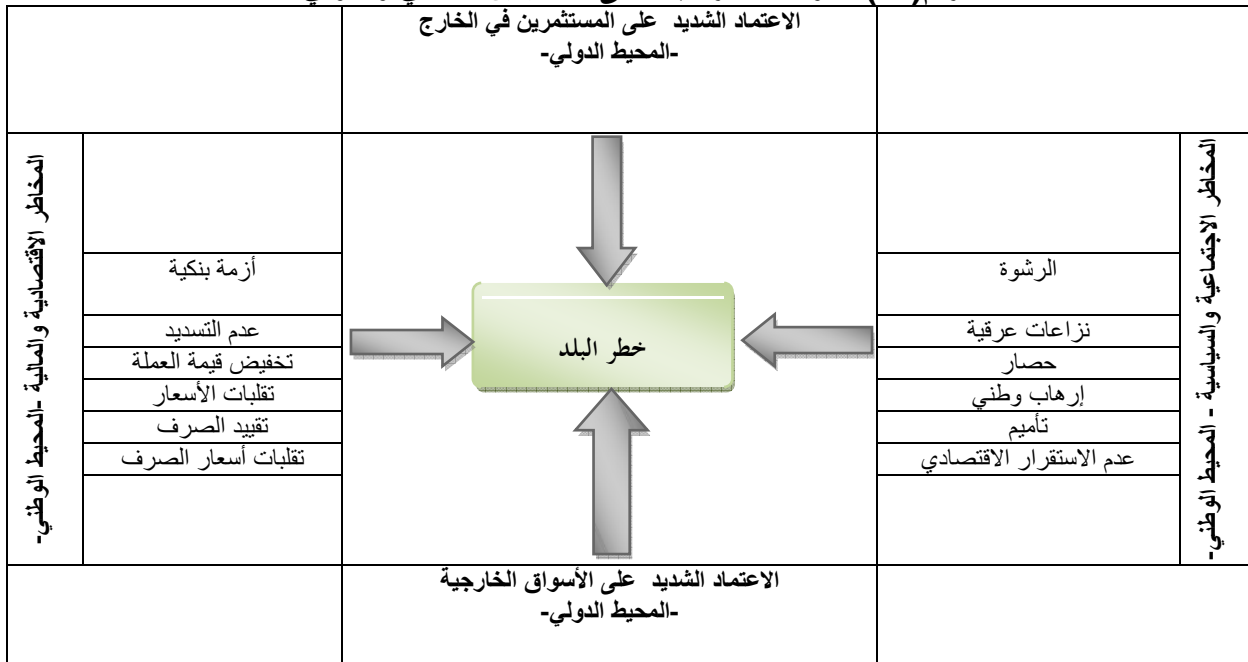 الاعتماد الشديد على المستثمرين في الخارج
-المحيط الدولي-
المخاطر الاجتماعية والسياسية - المحيط الوطني-
الرشوة
نزاعات عرقية
حصار
إرهاب وطني
تأميم
عدم الاستقرار الاقتصادي
خطر البلد
أزمة بنكية
عدم التسديد
تخفيض قيمة العملة
تقلبات الأسعار
تقييد الصرف
تقلبات أسعار الصرف
المخاطر الاقتصادية والمالية -المحيط الوطني-
الاعتماد الشديد على الأسواق الخارجية
-المحيط الدولي-